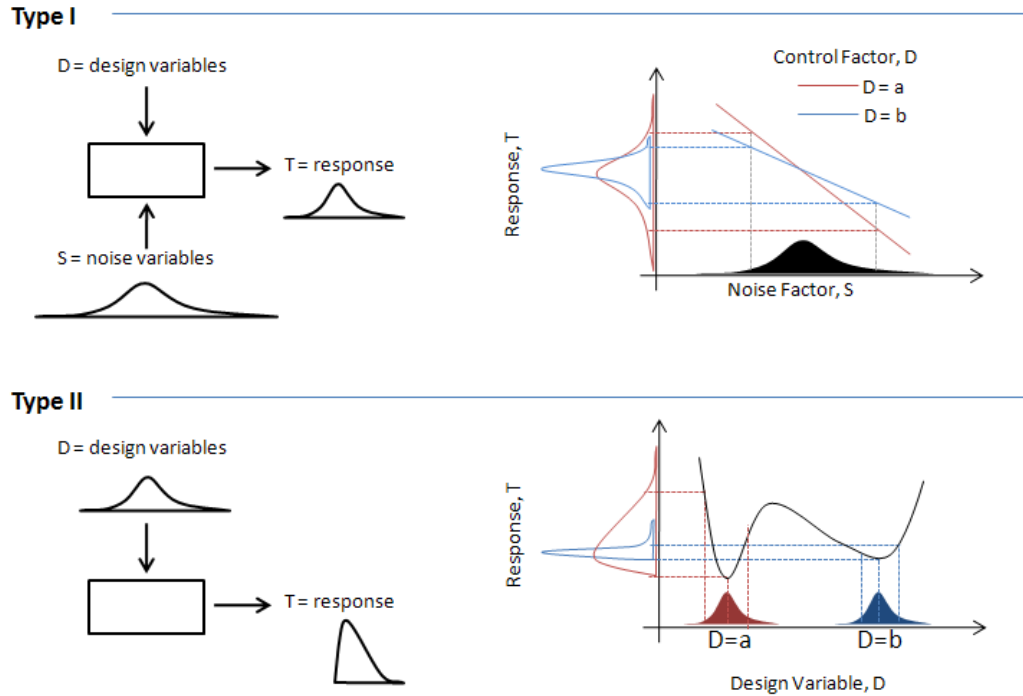 Type I
D = design variables
T = response
S = noise variables
Control Factor, D
D = a
D = b
Response, T
Noise Factor, S
Type II
D = design variables
T = response
Response, T
D=a
D=b
Design Variable, D